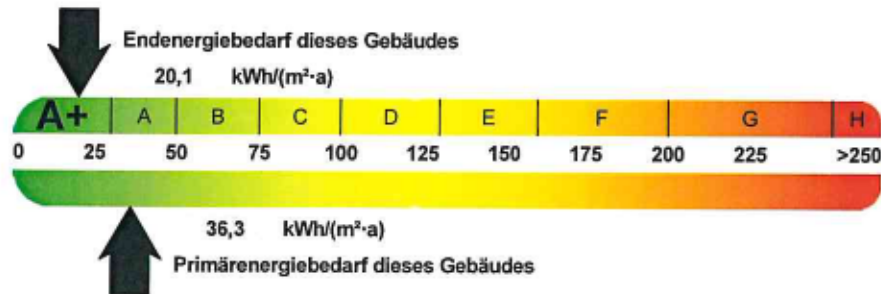 Endenergiebedarf dieses Gebäudes
20,1 kWh/(m²·a)
A+ A B C D E F G H
0 25 50 75 100 125 150 175 200 225 >250
36,3 kWh/(m²·a)
Primärenergiebedarf dieses Gebäudes